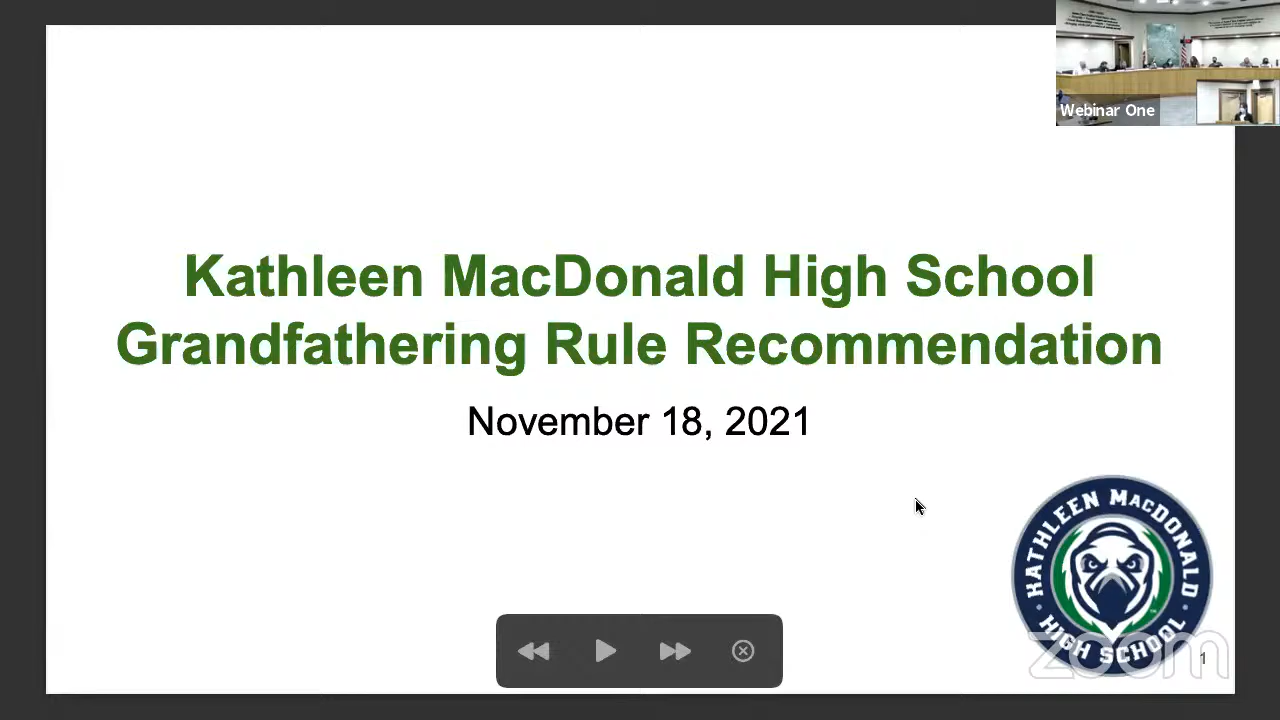 Webinar One
Kathleen MacDonald High School
Grandfathering Rule Recommendation
November 18, 2021
KATHLEEN MACDONALD
HIGH SCHOOL
zoom
1